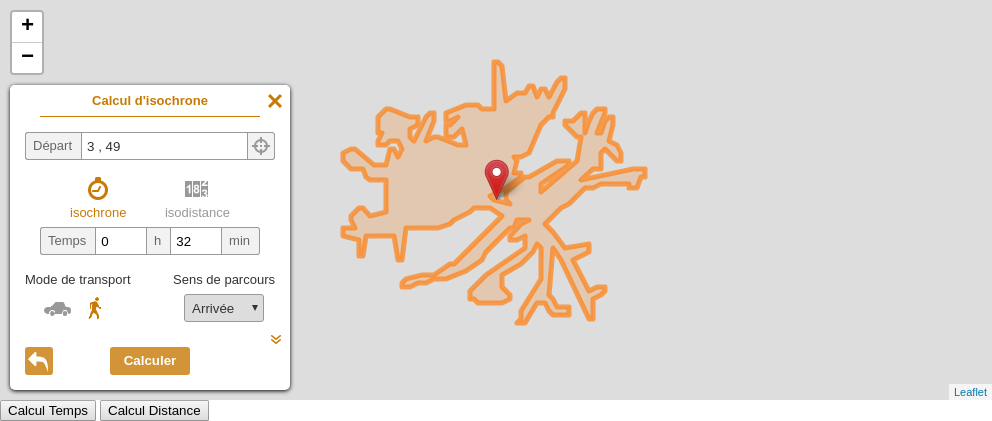 +
−
Calcul d'isochrone
Départ 3 , 49
isochrone isodistance
Temps 0 h 32 min
Mode de transport Sens de parcours
Arrivée
Calculer
Leaflet
Calcul Temps Calcul Distance